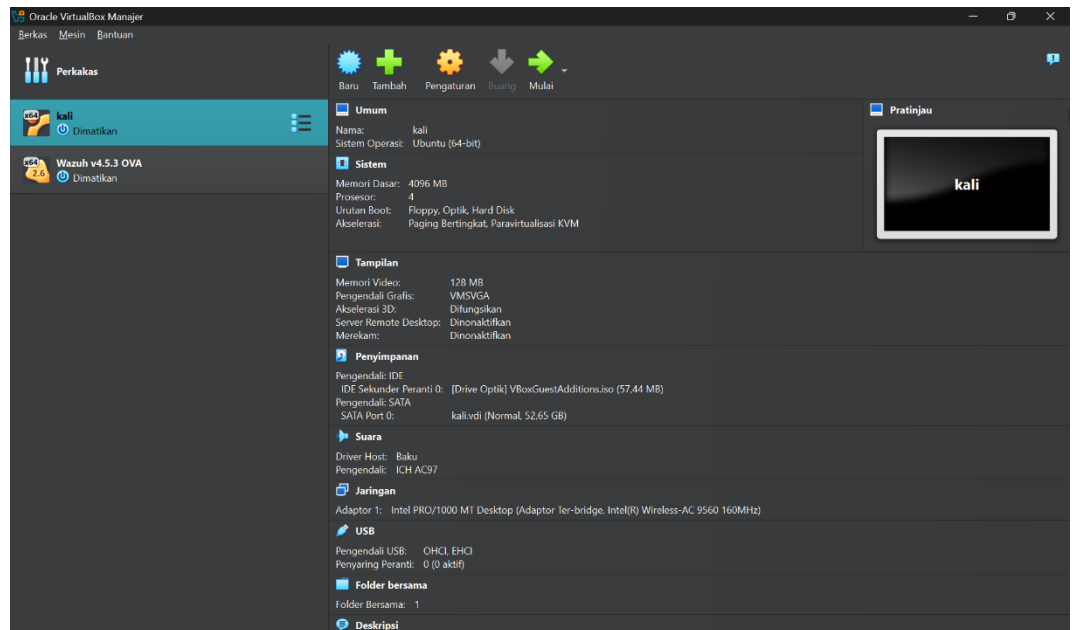 Oracle VirtualBox Manajer
Berkas Mesin Bantuan
Perkakas
Baru Tambah Pengaturan Buang Mulai
x64
kali
Dimatikan
x64
2.6
Wazuh v4.5.3 OVA
Dimatikan
Umum
Nama: kali
Sistem Operasi: Ubuntu (64-bit)
Sistem
Memori Dasar: 4096 MB
Prosesor: 4
Urutan Boot: Floppy, Optik, Hard Disk
Akselerasi: Paging Bertingkat, Paravirtualisasi KVM
Pratinjau
kali
Tampilan
Memori Video: 128 MB
Pengendali Grafis: VMSVGA
Akselerasi 3D: Difungsikan
Server Remote Desktop: Dinonaktifkan
Merekam: Dinonaktifkan
Penyimpanan
Pengendali: IDE
IDE Sekunder Peranti 0: [Drive Optik] VBoxGuestAdditions.iso (57,44 MB)
Pengendali: SATA
SATA Port 0: kali.vdi (Normal, 52,65 GB)
Suara
Driver Host: Baku
Pengendali: ICH AC97
Jaringan
Adaptor 1: Intel PRO/1000 MT Desktop (Adaptor Ter-bridge, Intel(R) Wireless-AC 9560 160MHz)
USB
Pengendali USB: OHCI, EHCI
Penyaring Peranti: 0 (0 aktif)
Folder bersama
Folder Bersama: 1
Deskripsi